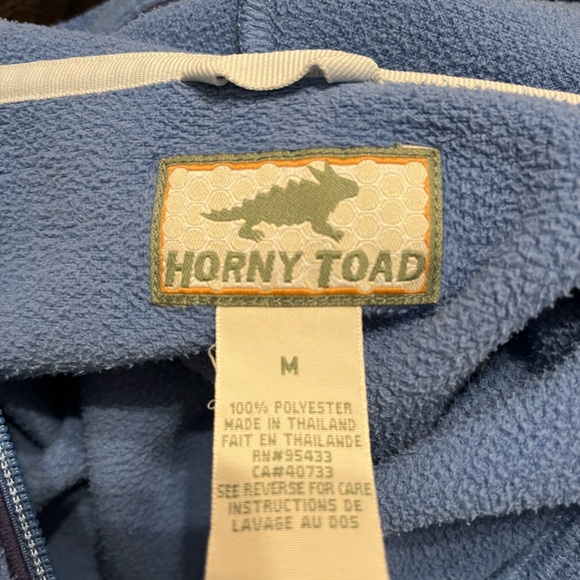 HORNY TOAD
M
100% POLYESTER
MADE IN THAILAND
FAIT EN THAILANDE
RN#95433
CA#40733
SEE REVERSE FOR CARE
INSTRUCTIONS DE
LAVAGE AU DOS